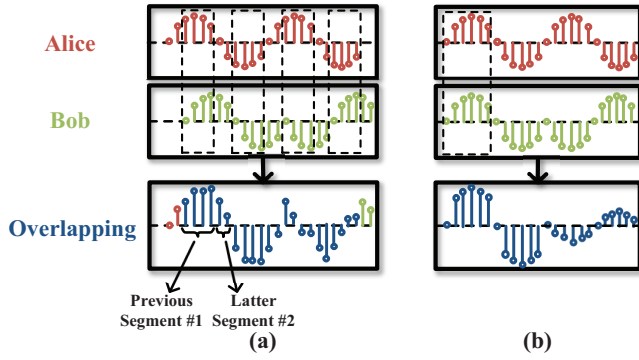 Alice
Bob
Overlapping
Previous
Segment #1
Latter
Segment #2
(a)
(b)